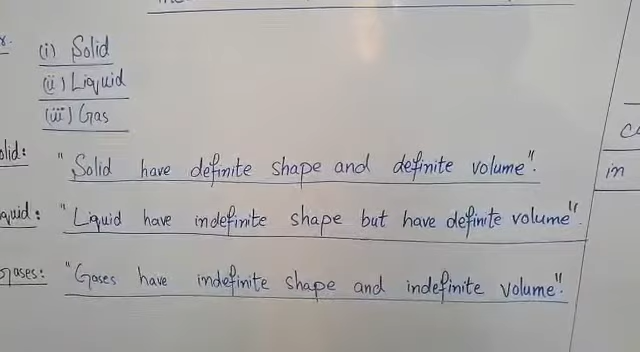 (i) Solid
(ii) Liquid
(iii) Gas
"Solid have definite shape and definite volume".
"Liquid have indefinite shape but have definite volume".
"Gases have indefinite shape and indefinite volume".
in